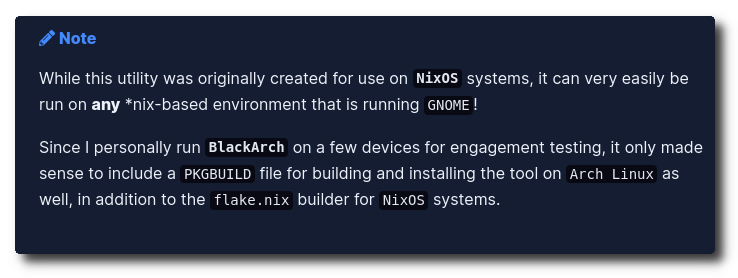 Note
While this utility was originally created for use on NixOS systems, it can very easily be
run on any *nix-based environment that is running GNOME!
Since I personally run BlackArch on a few devices for engagement testing, it only made
sense to include a PKGBUILD file for building and installing the tool on Arch Linux as
well, in addition to the flake.nix builder for NixOS systems.